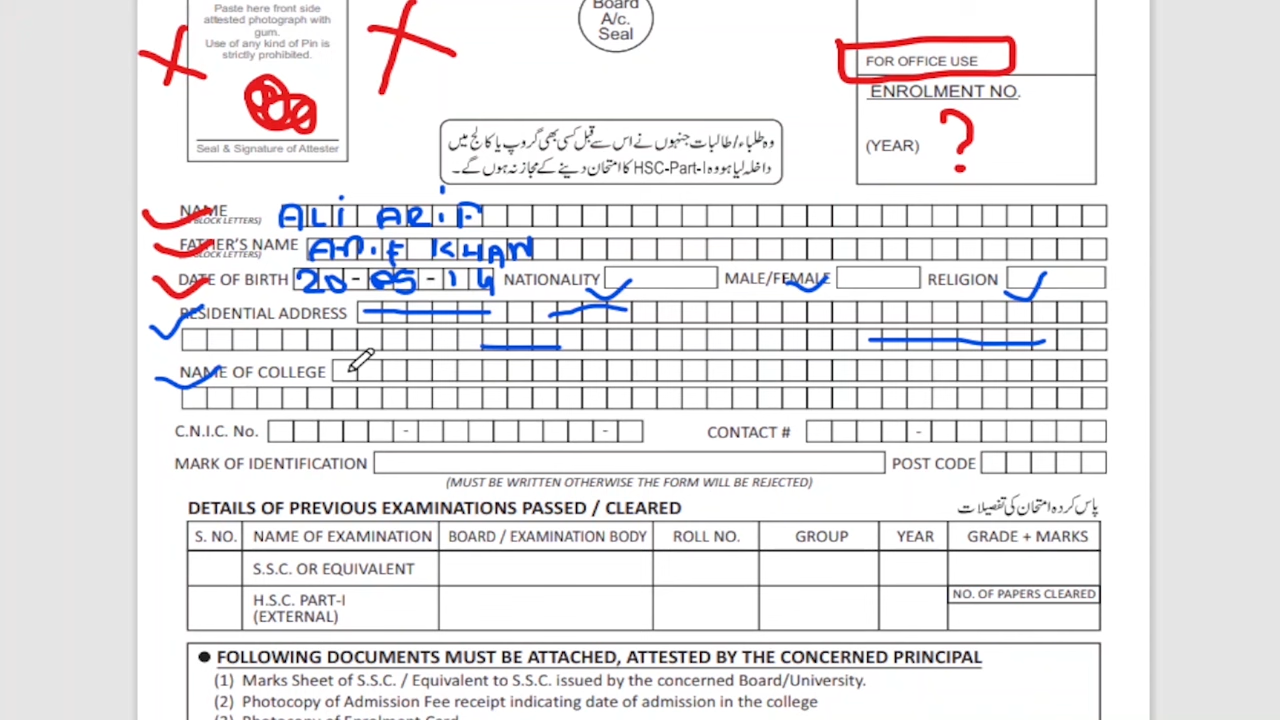 Paste here front side
attested photograph with
gum.
Use of any kind of Pin is
strictly prohibited.
Seal & Signature of Attester
Board
A/c.
Seal
FOR OFFICE USE
ENROLMENT NO.
(YEAR)
?
وہ طلباء/طالبات جنہوں نے اس سے قبل کسی بھی گروپ یا کالج میں
داخلہ لیا ہو وہ HSC-Part-I کا امتحان دینے کے مجاز نہ ہوں گے۔
NAME ALi ARiF
BLOCK LETTERS)
FATHER'S NAME KHAN
BLOCK LETTERS)
DATE OF BIRTH 20-05-14 NATIONALITY MALE/FEMALE RELIGION
RESIDENTIAL ADDRESS
NAME OF COLLEGE
C.N.I.C. No. - - CONTACT # -
MARK OF IDENTIFICATION POST CODE
(MUST BE WRITTEN OTHERWISE THE FORM WILL BE REJECTED)
DETAILS OF PREVIOUS EXAMINATIONS PASSED / CLEARED پاس کردہ امتحان کی تفصیلات
S. NO. NAME OF EXAMINATION BOARD / EXAMINATION BODY ROLL NO. GROUP YEAR GRADE + MARKS
S.S.C. OR EQUIVALENT
H.S.C. PART-I
(EXTERNAL)
NO. OF PAPERS CLEARED
● FOLLOWING DOCUMENTS MUST BE ATTACHED, ATTESTED BY THE CONCERNED PRINCIPAL
(1) Marks Sheet of S.S.C. / Equivalent to S.S.C. issued by the concerned Board/University.
(2) Photocopy of Admission Fee receipt indicating date of admission in the college
(3) Photocopy of Enrolment Card